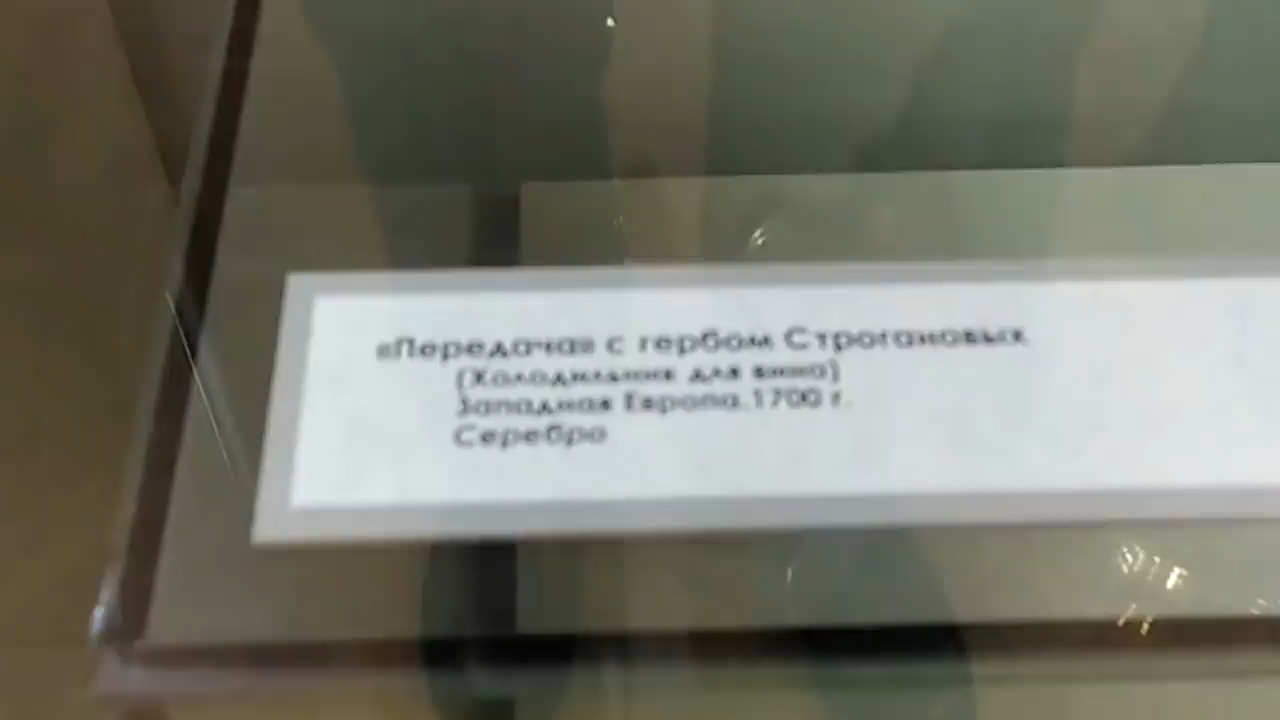 «Передача» с гербом Строгановых
(Холодильник для вина)
Западная Европа.1700 г.
Серебро